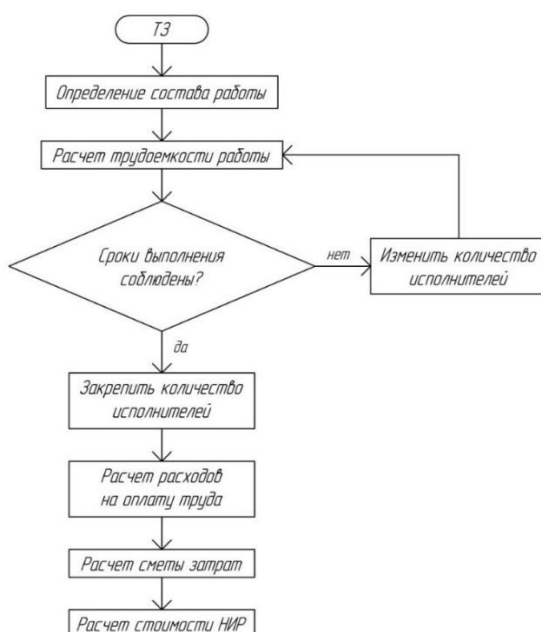 ТЗ
Определение состава работы
Расчет трудоемкости работы
Сроки выполнения
соблюдены?
нет
Изменить количество
исполнителей
да
Закрепить количество
исполнителей
Расчет расходов
на оплату труда
Расчет сметы затрат
Расчет стоимости НИР